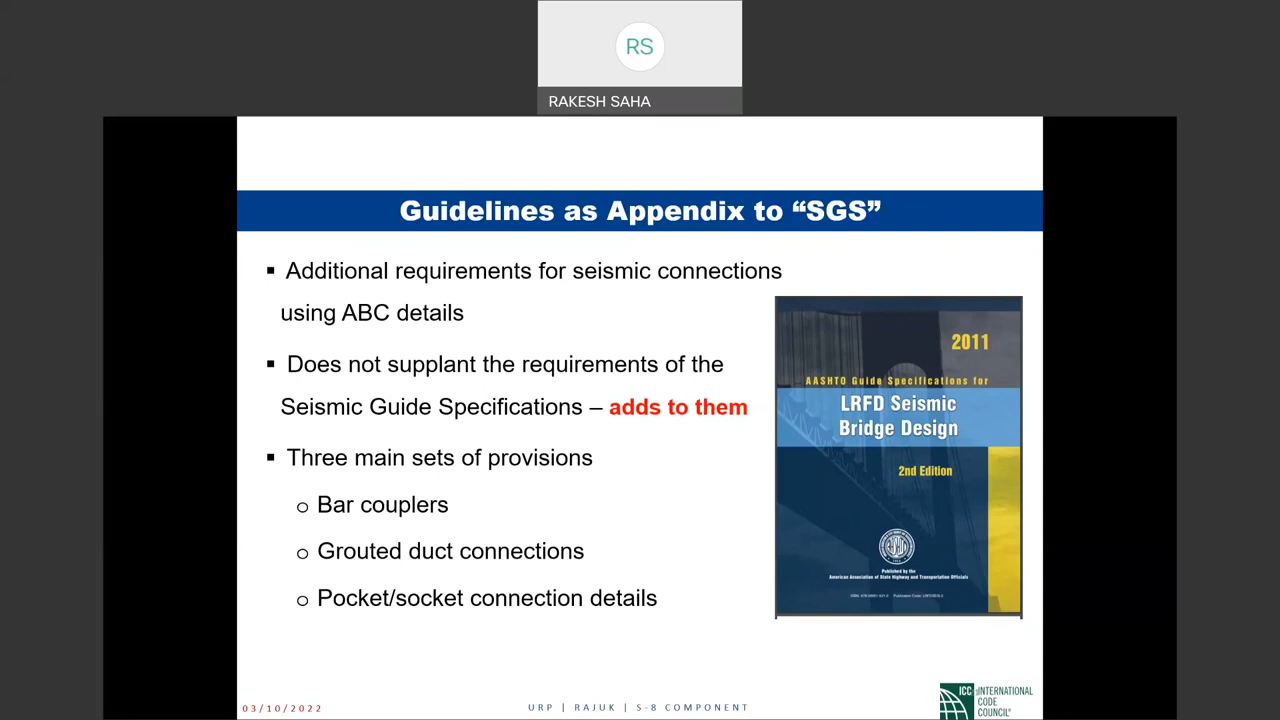 RS
RAKESH SAHA
Guidelines as Appendix to “SGS”
▪ Additional requirements for seismic connections
using ABC details
▪ Does not supplant the requirements of the
Seismic Guide Specifications – adds to them
▪ Three main sets of provisions
o Bar couplers
o Grouted duct connections
o Pocket/socket connection details
2011
AASHTO Guide Specifications for
LRFD Seismic
Bridge Design
2nd Edition
Published by the
American Association of State Highway and Transportation Officials
03/10/2022
URP | RAJUK | S-8 COMPONENT
ICC
INTERNATIONAL
CODE
COUNCIL®